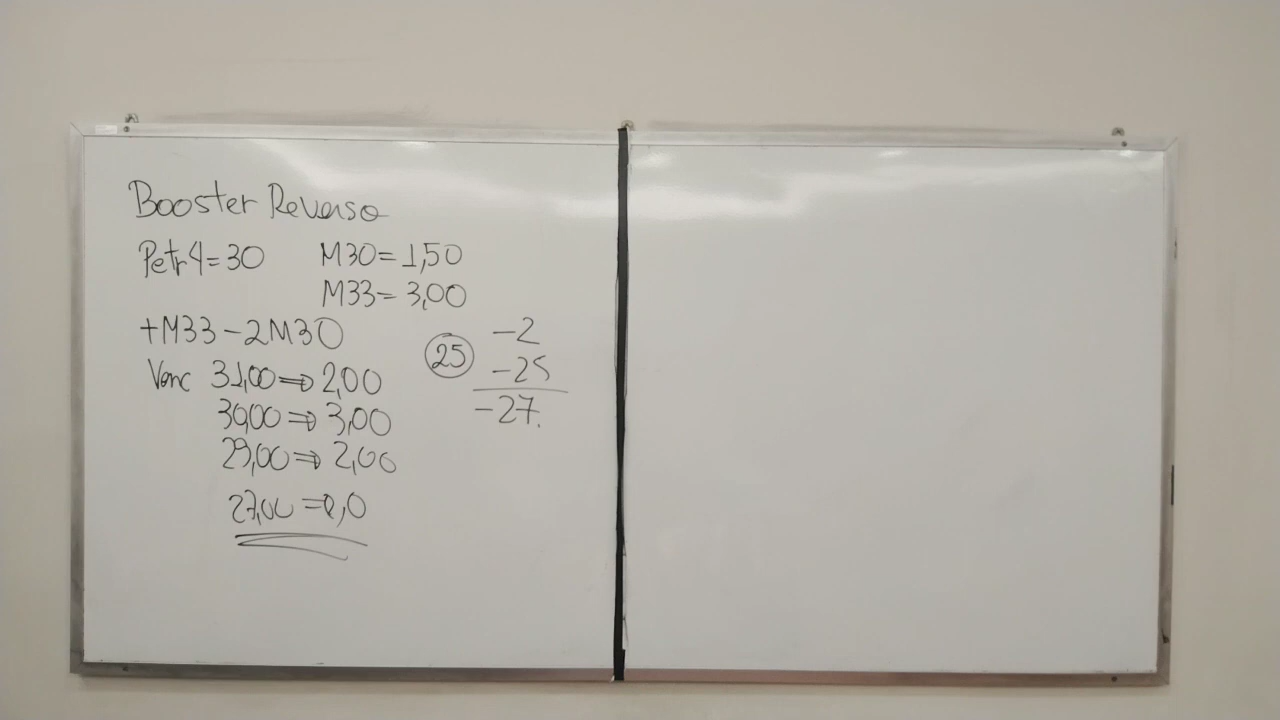 Booster Reverso
Petr4=30 M30=1,50
M33=3,00
+M33-2M30
Venc 31,00⇒2,00
30,00⇒3,00
29,00⇒2,00
27,00=0,0
25
-2
-25
-27.